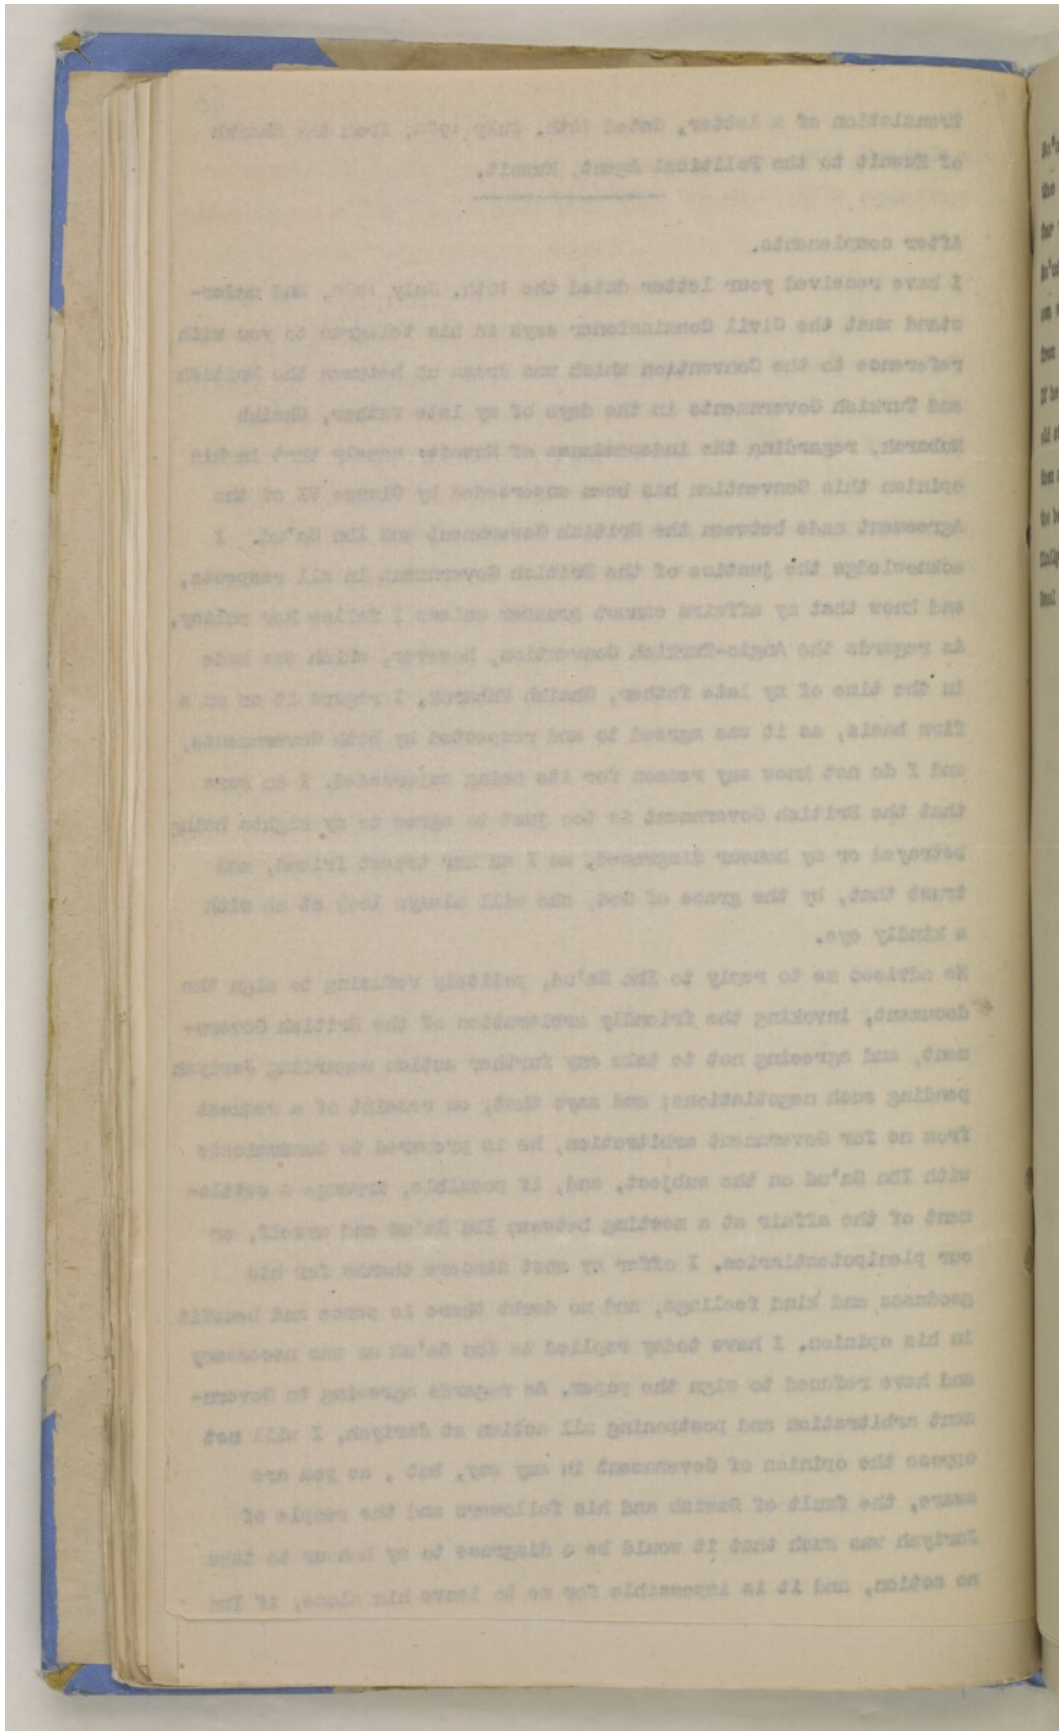 Translation of a letter, dated July 1920, from the Shaikh
of Kuwait to the Political Agent, Kuwait.
After complements.
I have received your letter dated the 10th. July 1920, and under-
stand what the Civil Commissioner says in his telegram to you with
reference to the Convention which was drawn up between the British
and Turkish Governments in the days of my late father, Shaikh
Mubarak, regarding the independence of Kuwait; namely that in his
opinion this Convention has been superseded by Clause VI of the
Agreement made between the British Government and Ibn Sa'ud. I
acknowledge the justice of the British Government in all respects,
and know that my affairs cannot prosper unless I follow her policy.
As regards the Anglo-Turkish Convention, however, which was made
in the time of my late father, Shaikh Mubarak, I regard it as on a
firm basis, as it was agreed to and respected by both Governments,
and I do not know any reason for its being superseded. I am sure
that the British Government is too just to agree to my rights being
betrayed or my honour disgraced, as I am her truest friend, and
trust that, by the grace of God, she will always look at me with
a kindly eye.
He advised me to reply to Ibn Sa'ud, politely refusing to sign the
document, invoking the friendly arbitration of the British Govern-
ment, and agreeing not to take any further action regarding Jariyah
pending such negotiations; and says that, on receipt of a request
from me for Government arbitration, he is prepared to communicate
with Ibn Sa'ud on the subject, and, if possible, arrange a settle-
ment of the affair at a meeting between Ibn Sa'ud and myself, or
our plenipotentiaries. I offer my most sincere thanks for his
goodness and kind feelings, and no doubt there is peace and benefit
in his opinion. I have today replied to Ibn Sa'ud as was necessary
and have refused to sign the paper. As regards agreeing to Govern-
ment arbitration and postponing all action at Jariyah, I will not
oppose the opinion of Government in any way, but , as you are
aware, the fault of Dawish and his followers and the people of
Jariyah was such that it would be a disgrace to my honour to take
no action, and it is impossible for me to leave him alone, if Ibn